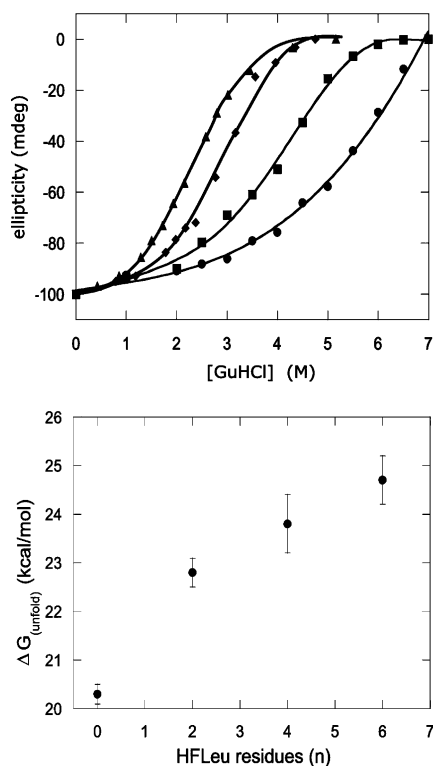 0
-20
-40
-60
-80
-100
ellipticity (mdeg)
0 1 2 3 4 5 6 7
[GuHCl] (M)
26
25
24
23
22
21
20
ΔG(unfold) (kcal/mol)
0 1 2 3 4 5 6 7
HFLeu residues (n)